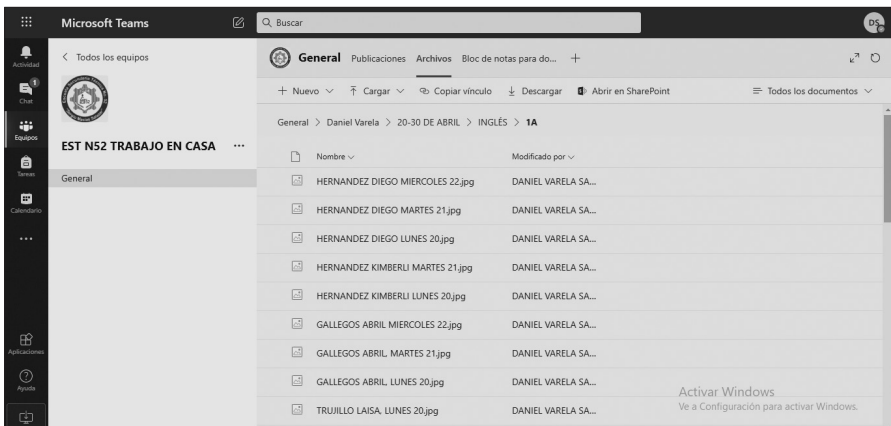 Microsoft Teams
Buscar
DS
Actividad
Chat
1
Equipos
Tareas
Calendario
Aplicaciones
Ayuda
Todos los equipos
EST N52 TRABAJO EN CASA
General
General Publicaciones Archivos Bloc de notas para do...
Nuevo Cargar Copiar vínculo Descargar Abrir en SharePoint Todos los documentos
General > Daniel Varela > 20-30 DE ABRIL > INGLÉS > 1A
Nombre Modificado por
HERNANDEZ DIEGO MIERCOLES 22.jpg DANIEL VARELA SA...
HERNANDEZ DIEGO MARTES 21.jpg DANIEL VARELA SA...
HERNANDEZ DIEGO LUNES 20.jpg DANIEL VARELA SA...
HERNANDEZ KIMBERLI MARTES 21.jpg DANIEL VARELA SA...
HERNANDEZ KIMBERLI LUNES 20.jpg DANIEL VARELA SA...
GALLEGOS ABRIL MIERCOLES 22.jpg DANIEL VARELA SA...
GALLEGOS ABRIL, MARTES 21.jpg DANIEL VARELA SA...
GALLEGOS ABRIL, LUNES 20.jpg DANIEL VARELA SA...
TRUJILLO LAISA, LUNES 20.jpg DANIEL VARELA SA...
Activar Windows
Ve a Configuración para activar Windows.